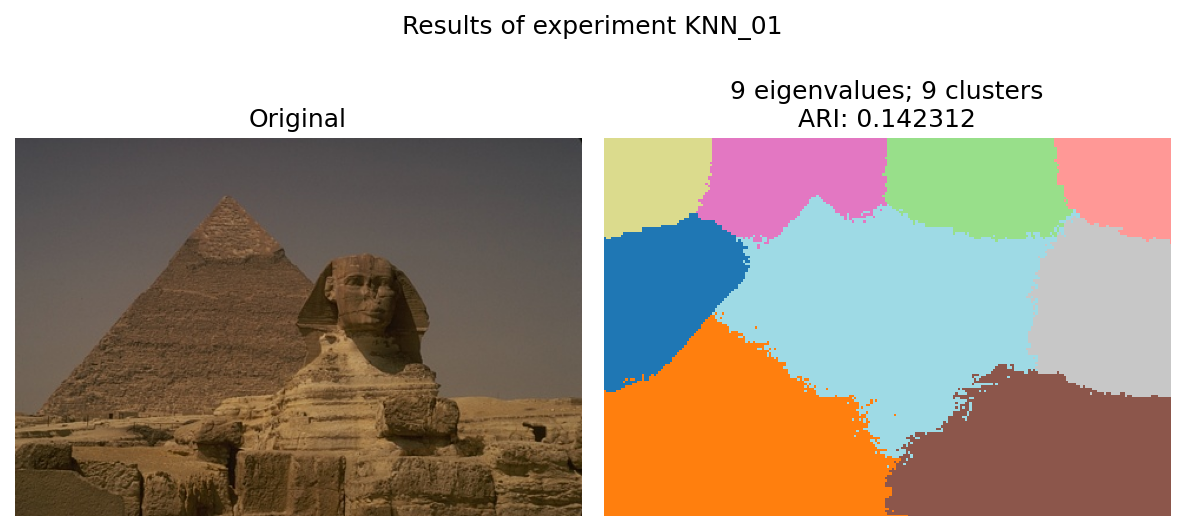 Results of experiment KNN_01
Original
9 eigenvalues; 9 clusters
ARI: 0.142312